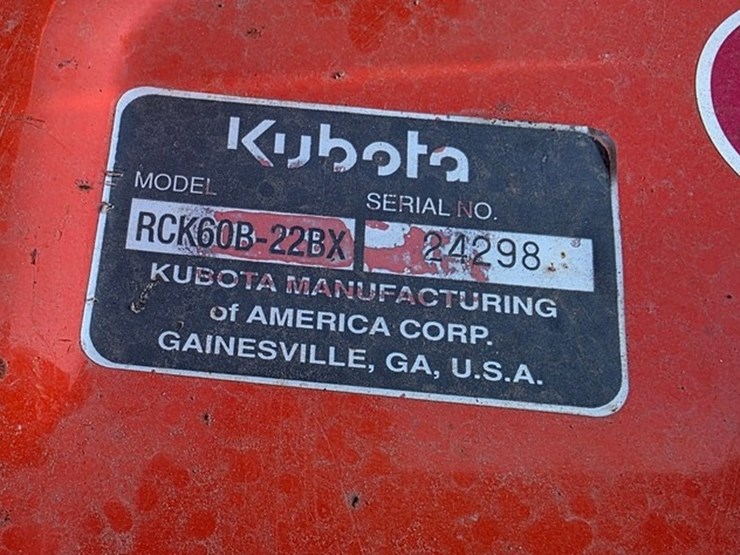 Kubota
MODEL SERIAL NO.
RCK60B-22BX 24298
KUBOTA MANUFACTURING
of AMERICA CORP.
GAINESVILLE, GA, U.S.A.